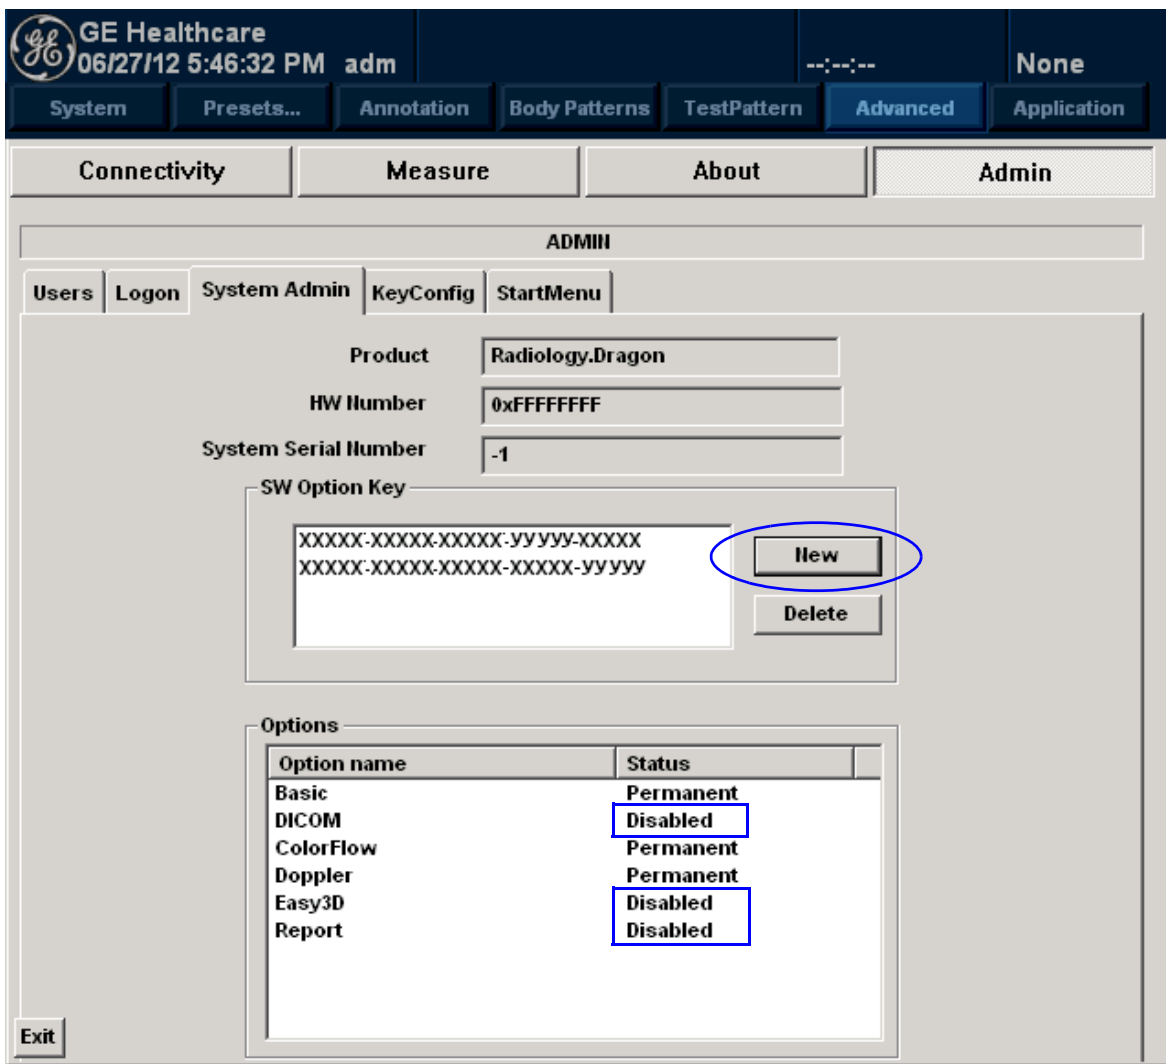 GE Healthcare
06/27/12 5:46:32 PM adm --:--:-- None
System Presets... Annotation Body Patterns TestPattern Advanced Application
Connectivity Measure About Admin
ADMIN
Users Logon System Admin KeyConfig StartMenu
Product Radiology.Dragon
HW Number 0xFFFFFFFF
System Serial Number -1
SW Option Key
XXXXX-XXXXX-XXXXX-yyyyy-XXXXX
XXXXX-XXXXX-XXXXX-XXXXX-yyyyy
New
Delete
Options
Option name Status
Basic Permanent
DICOM Disabled
ColorFlow Permanent
Doppler Permanent
Easy3D Disabled
Report Disabled
Exit